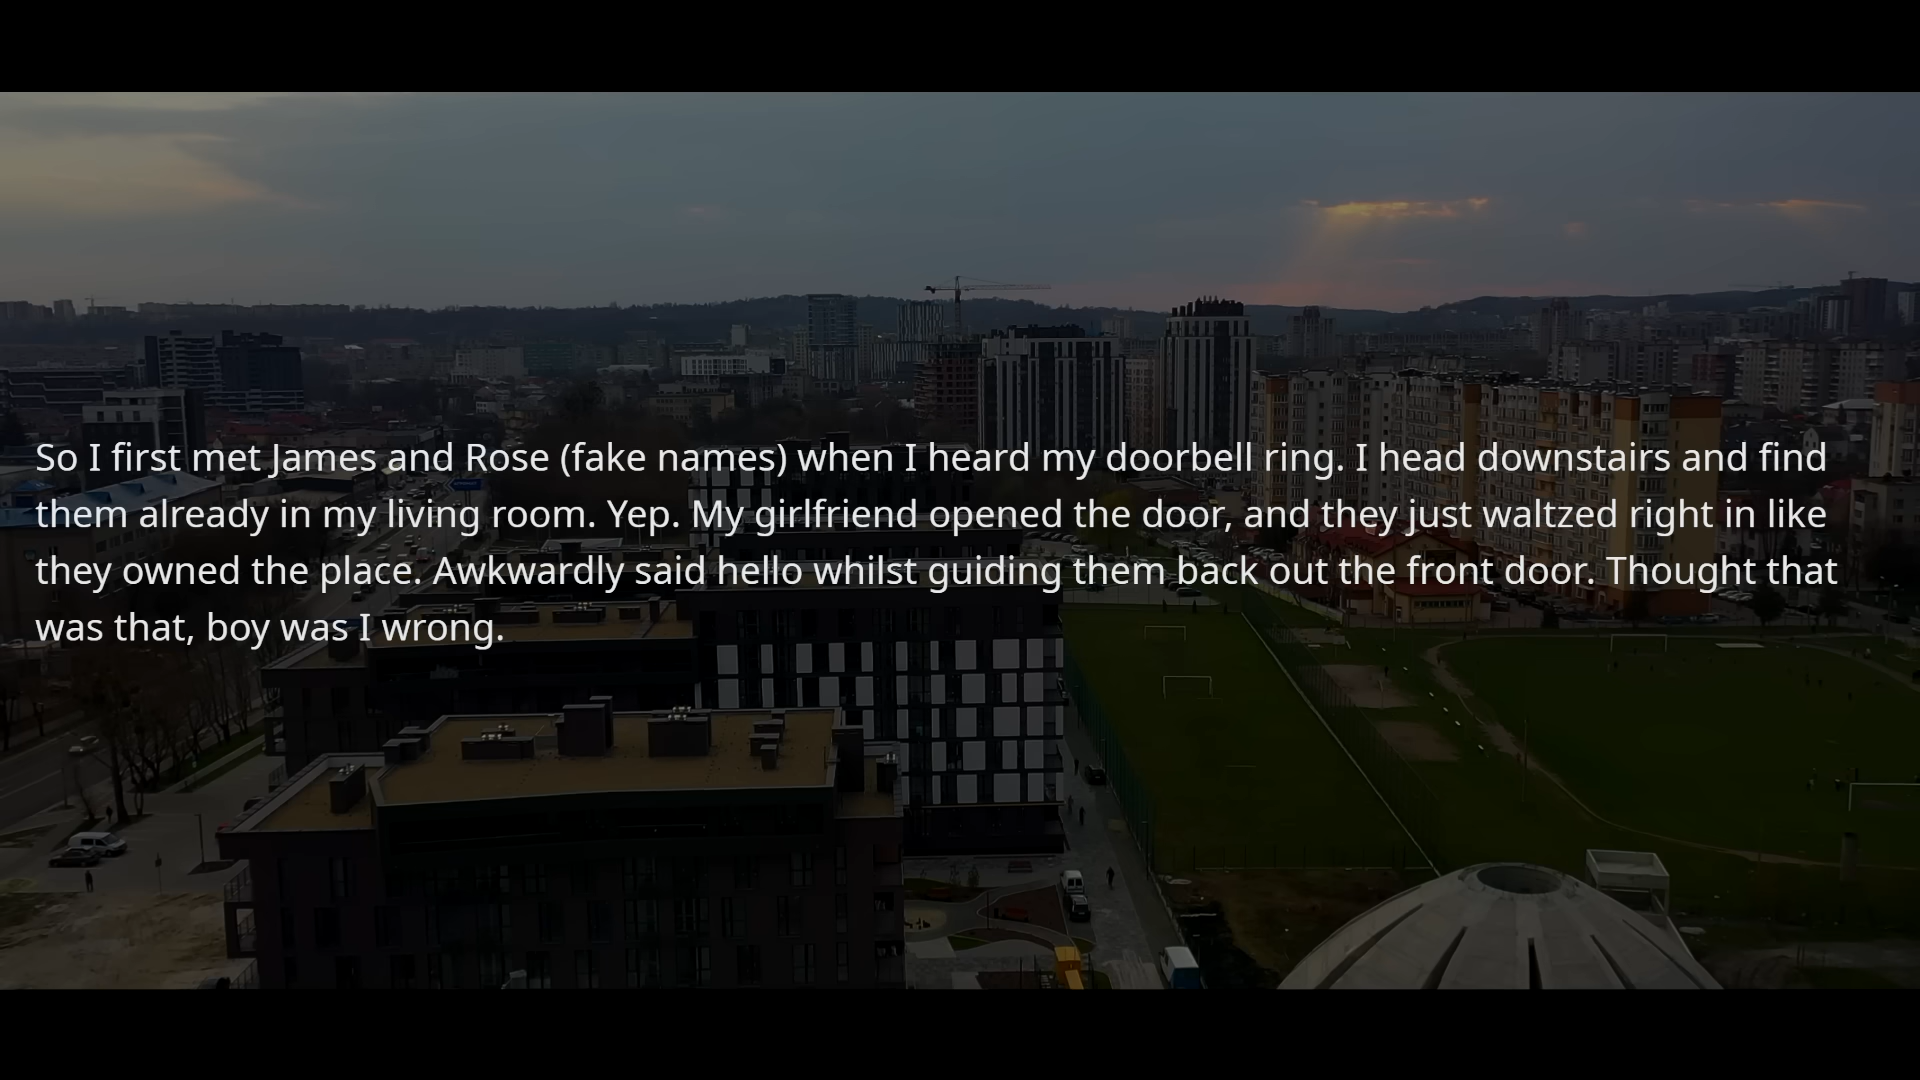 So I first met James and Rose (fake names) when I heard my doorbell ring. I head downstairs and find
them already in my living room. Yep. My girlfriend opened the door, and they just waltzed right in like
they owned the place. Awkwardly said hello whilst guiding them back out the front door. Thought that
was that, boy was I wrong.